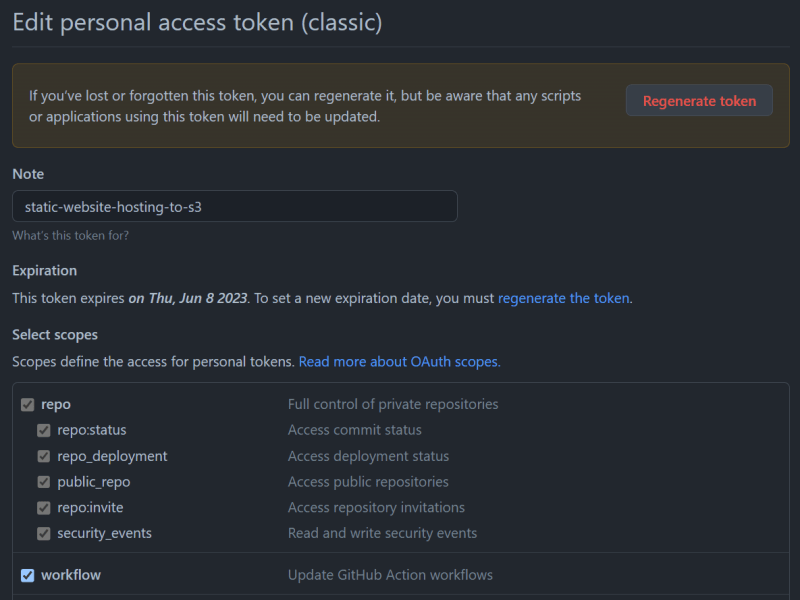 Edit personal access token (classic)
If you've lost or forgotten this token, you can regenerate it, but be aware that any scripts
or applications using this token will need to be updated.
Regenerate token
Note
static-website-hosting-to-s3
What's this token for?
Expiration
This token expires on Thu, Jun 8 2023. To set a new expiration date, you must regenerate the token.
Select scopes
Scopes define the access for personal tokens. Read more about OAuth scopes.
repo Full control of private repositories
repo:status Access commit status
repo_deployment Access deployment status
public_repo Access public repositories
repo:invite Access repository invitations
security_events Read and write security events
workflow Update GitHub Action workflows